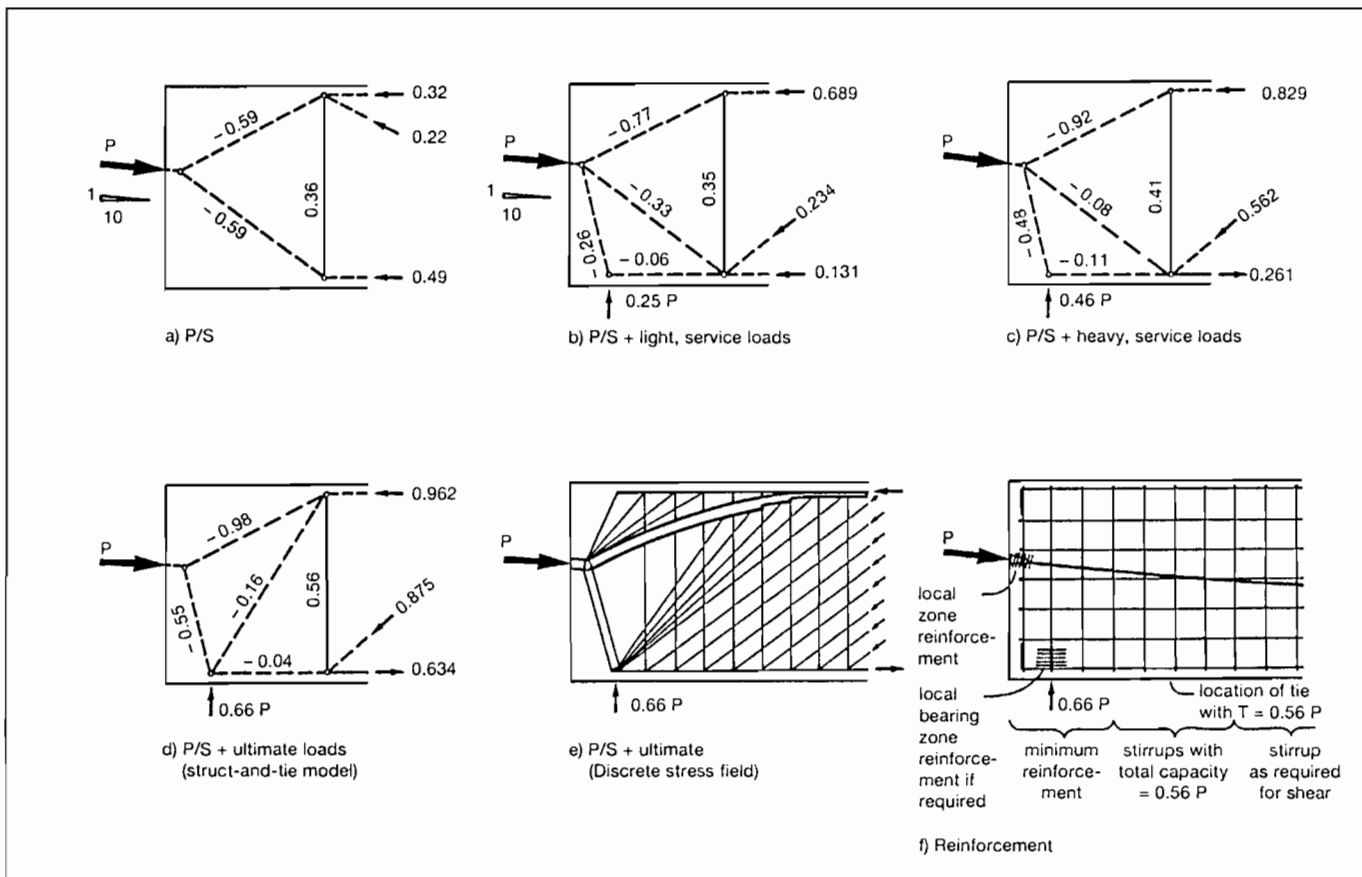 P
1
10
- 0.59
- 0.59
0.36
0.32
0.22
0.49
a) P/S
P
1
10
- 0.77
- 0.33
- 0.26
- 0.06
0.35
0.689
0.234
0.131
0.25 P
b) P/S + light, service loads
P
- 0.92
- 0.08
- 0.48
- 0.11
0.41
0.829
0.562
0.261
0.46 P
c) P/S + heavy, service loads
P
- 0.98
- 0.16
- 0.55
- 0.04
0.56
0.962
0.875
0.634
0.66 P
d) P/S + ultimate loads
(struct-and-tie model)
P
0.66 P
e) P/S + ultimate
(Discrete stress field)
P
local
zone
reinforce-
ment
local
bearing
zone
reinforce-
ment if
required
0.66 P
location of tie
with T = 0.56 P
minimum
reinforce-
ment
stirrups with
total capacity
= 0.56 P
stirrup
as required
for shear
f) Reinforcement